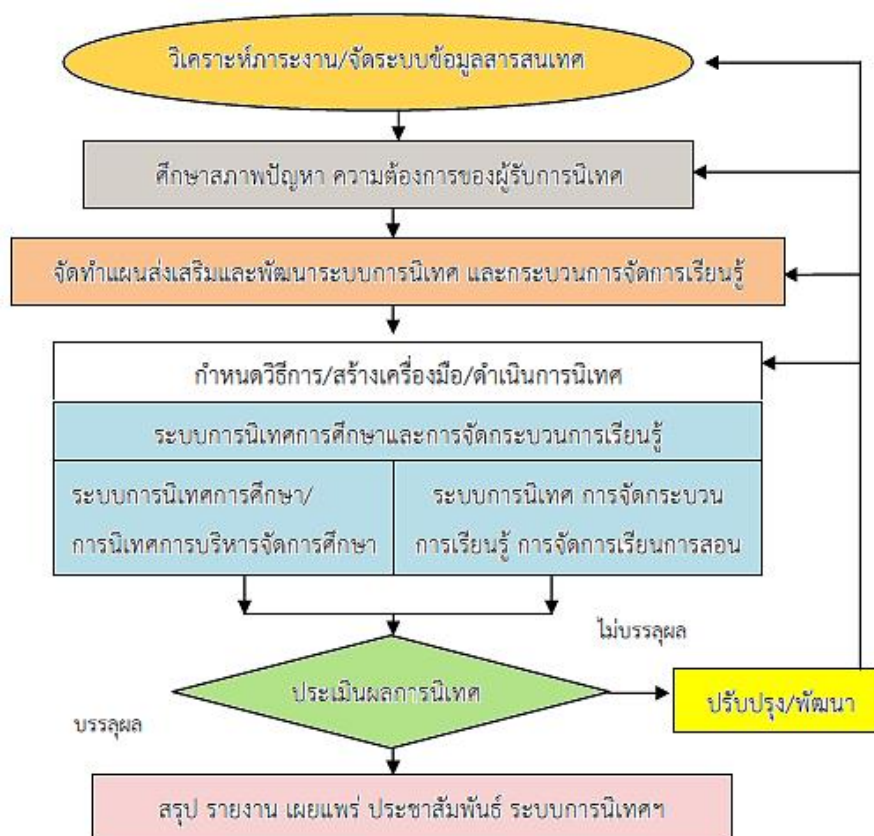 วิเคราะห์ภาระงาน/จัดระบบข้อมูลสารสนเทศ
ศึกษาสภาพปัญหา ความต้องการของผู้รับการนิเทศ
จัดทำแผนส่งเสริมและพัฒนาระบบการนิเทศ และกระบวนการจัดการเรียนรู้
กำหนดวิธีการ/สร้างเครื่องมือ/ดำเนินการนิเทศ
ระบบการนิเทศการศึกษาและการจัดกระบวนการเรียนรู้
ระบบการนิเทศการศึกษา/
การนิเทศการบริหารจัดการศึกษา
ระบบการนิเทศ การจัดกระบวน
การเรียนรู้ การจัดการเรียนการสอน
ไม่บรรลุผล
ประเมินผลการนิเทศ
ปรับปรุง/พัฒนา
บรรลุผล
สรุป รายงาน เผยแพร่ ประชาสัมพันธ์ ระบบการนิเทศฯ